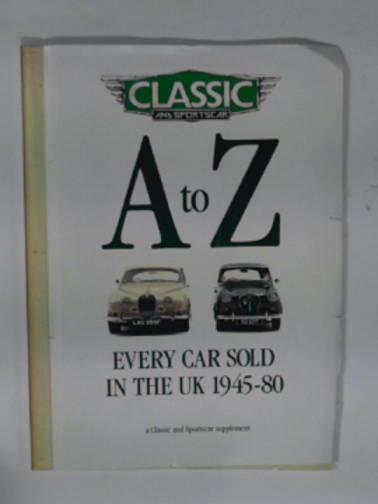 CLASSIC
AND SPORTSCAR
A to Z
EVERY CAR SOLD
IN THE UK 1945-80
a Classic and Sportscar supplement